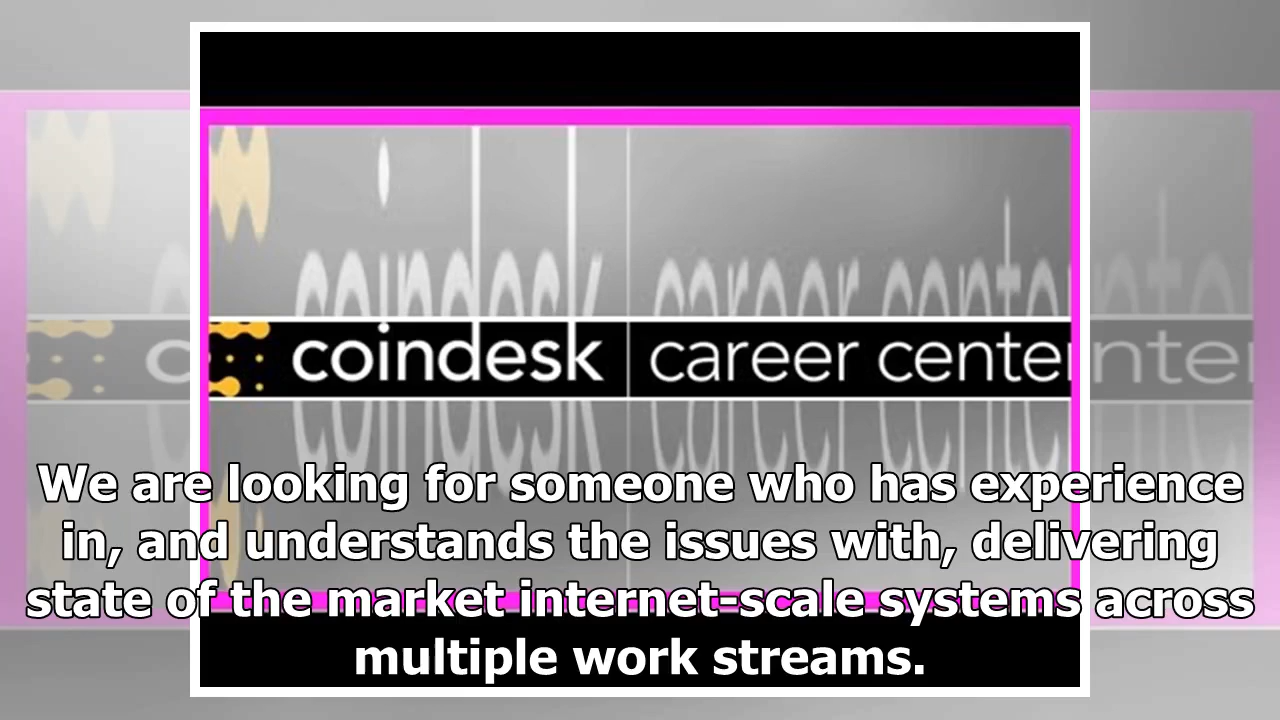 coindesk career center
We are looking for someone who has experience
in, and understands the issues with, delivering
state of the market internet-scale systems across
multiple work streams.